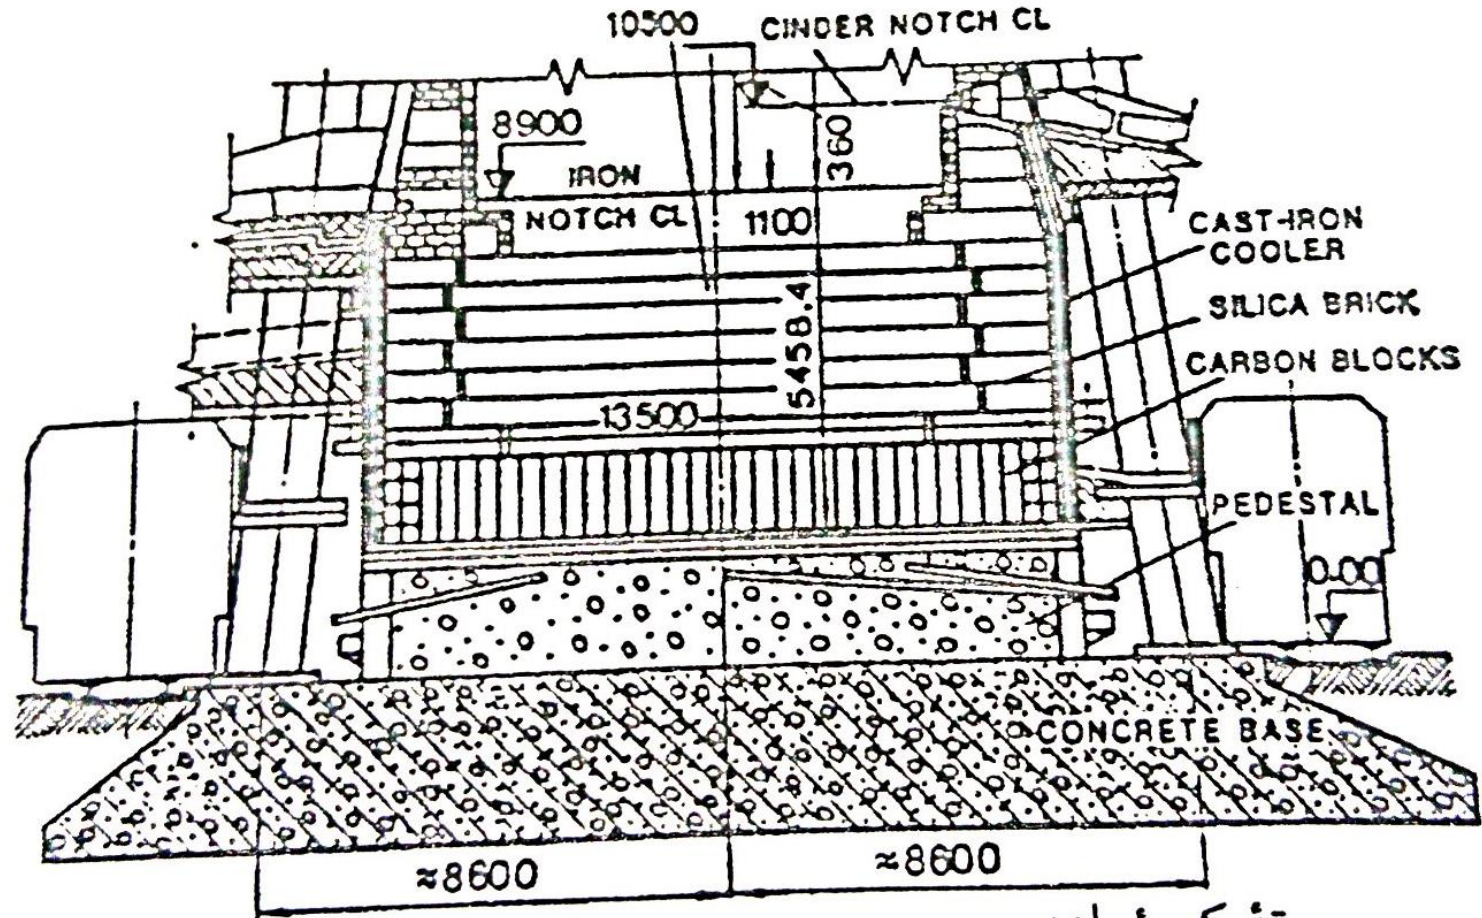 10500
CINDER NOTCH CL
8900
360
IRON
NOTCH CL
1100
CAST-IRON
COOLER
5458.4
SILICA BRICK
CARBON BLOCKS
13500
PEDESTAL
0.00
CONCRETE BASE
≈8600
≈8600